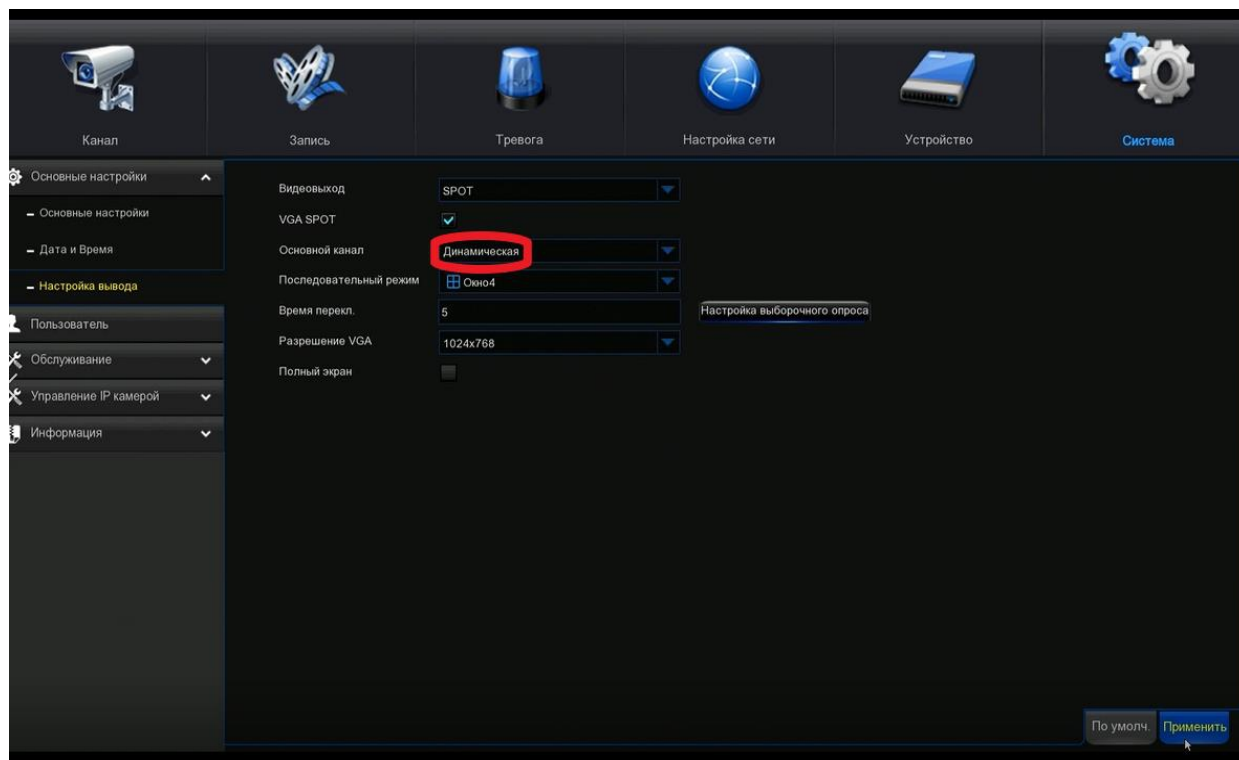 Канал
Запись
Тревога
Настройка сети
Устройство
Система
Основные настройки
Основные настройки
Дата и Время
Настройка вывода
Пользователь
Обслуживание
Управление IP камерой
Информация
Видеовыход SPOT
VGA SPOT
Основной канал Динамическая
Последовательный режим Окно4
Время перекл. 5 Настройка выборочного опроса
Разрешение VGA 1024x768
Полный экран
По умолч. Применить